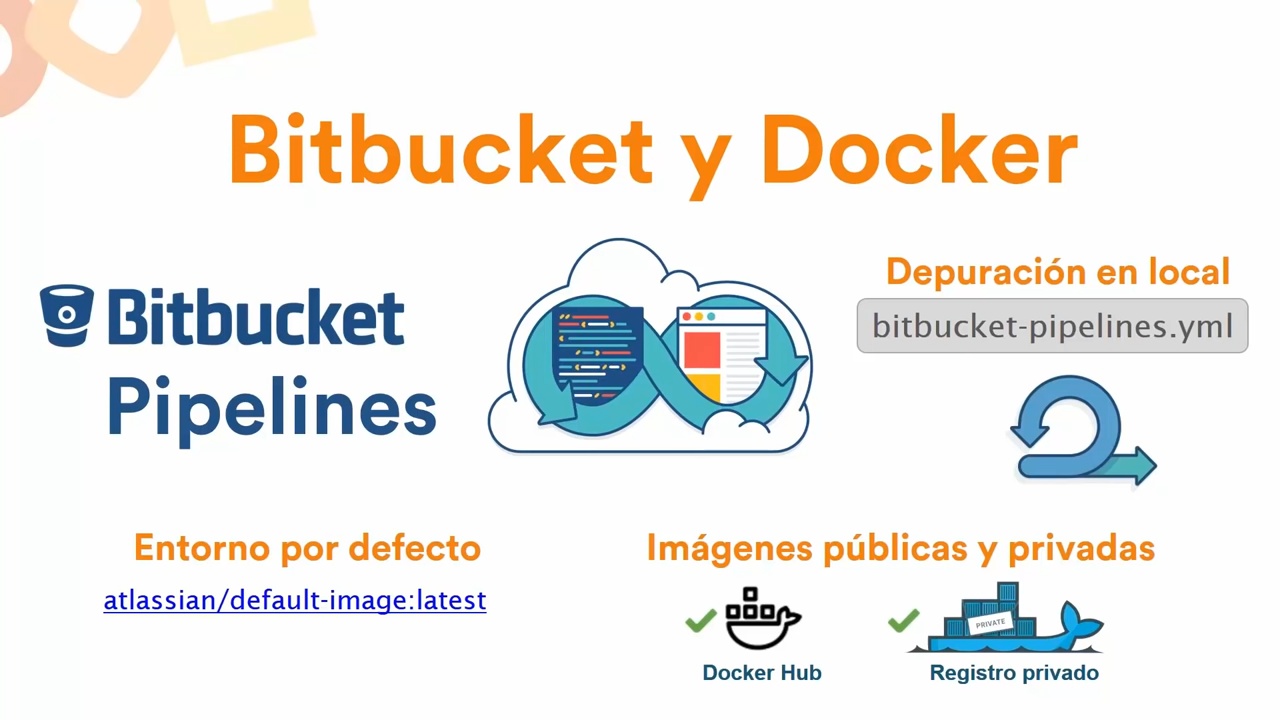 Bitbucket y Docker
Bitbucket
Pipelines
Depuración en local
bitbucket-pipelines.yml
Entorno por defecto
atlassian/default-image:latest
Imágenes públicas y privadas
PRIVATE
Docker Hub
Registro privado